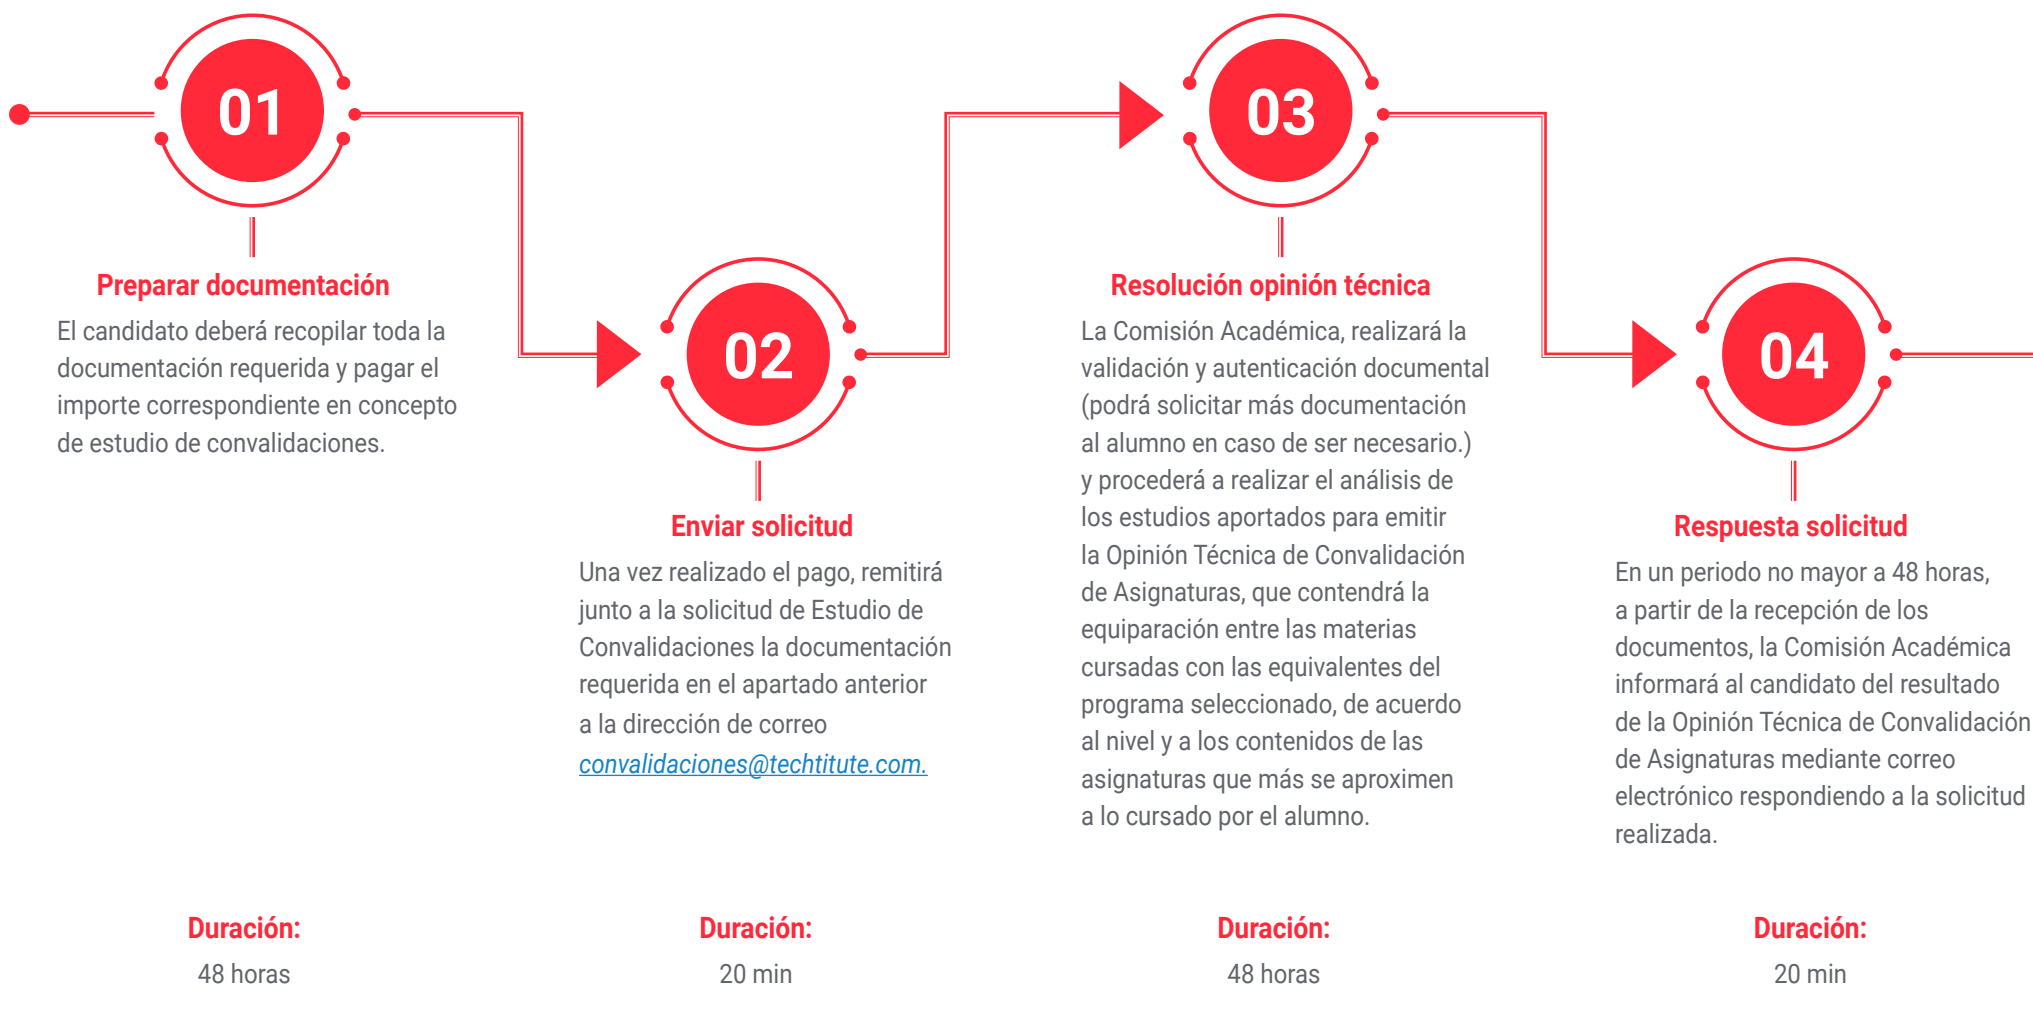 01
Preparar documentación
El candidato deberá recopilar toda la
documentación requerida y pagar el
importe correspondiente en concepto
de estudio de convalidaciones.
Duración:
48 horas
02
Enviar solicitud
Una vez realizado el pago, remitirá
junto a la solicitud de Estudio de
Convalidaciones la documentación
requerida en el apartado anterior
a la dirección de correo
convalidaciones@techtitute.com.
Duración:
20 min
03
Resolución opinión técnica
La Comisión Académica, realizará la
validación y autenticación documental
(podrá solicitar más documentación
al alumno en caso de ser necesario.)
y procederá a realizar el análisis de
los estudios aportados para emitir
la Opinión Técnica de Convalidación
de Asignaturas, que contendrá la
equiparación entre las materias
cursadas con las equivalentes del
programa seleccionado, de acuerdo
al nivel y a los contenidos de las
asignaturas que más se aproximen
a lo cursado por el alumno.
Duración:
48 horas
04
Respuesta solicitud
En un periodo no mayor a 48 horas,
a partir de la recepción de los
documentos, la Comisión Académica
informará al candidato del resultado
de la Opinión Técnica de Convalidación
de Asignaturas mediante correo
electrónico respondiendo a la solicitud
realizada.
Duración:
20 min